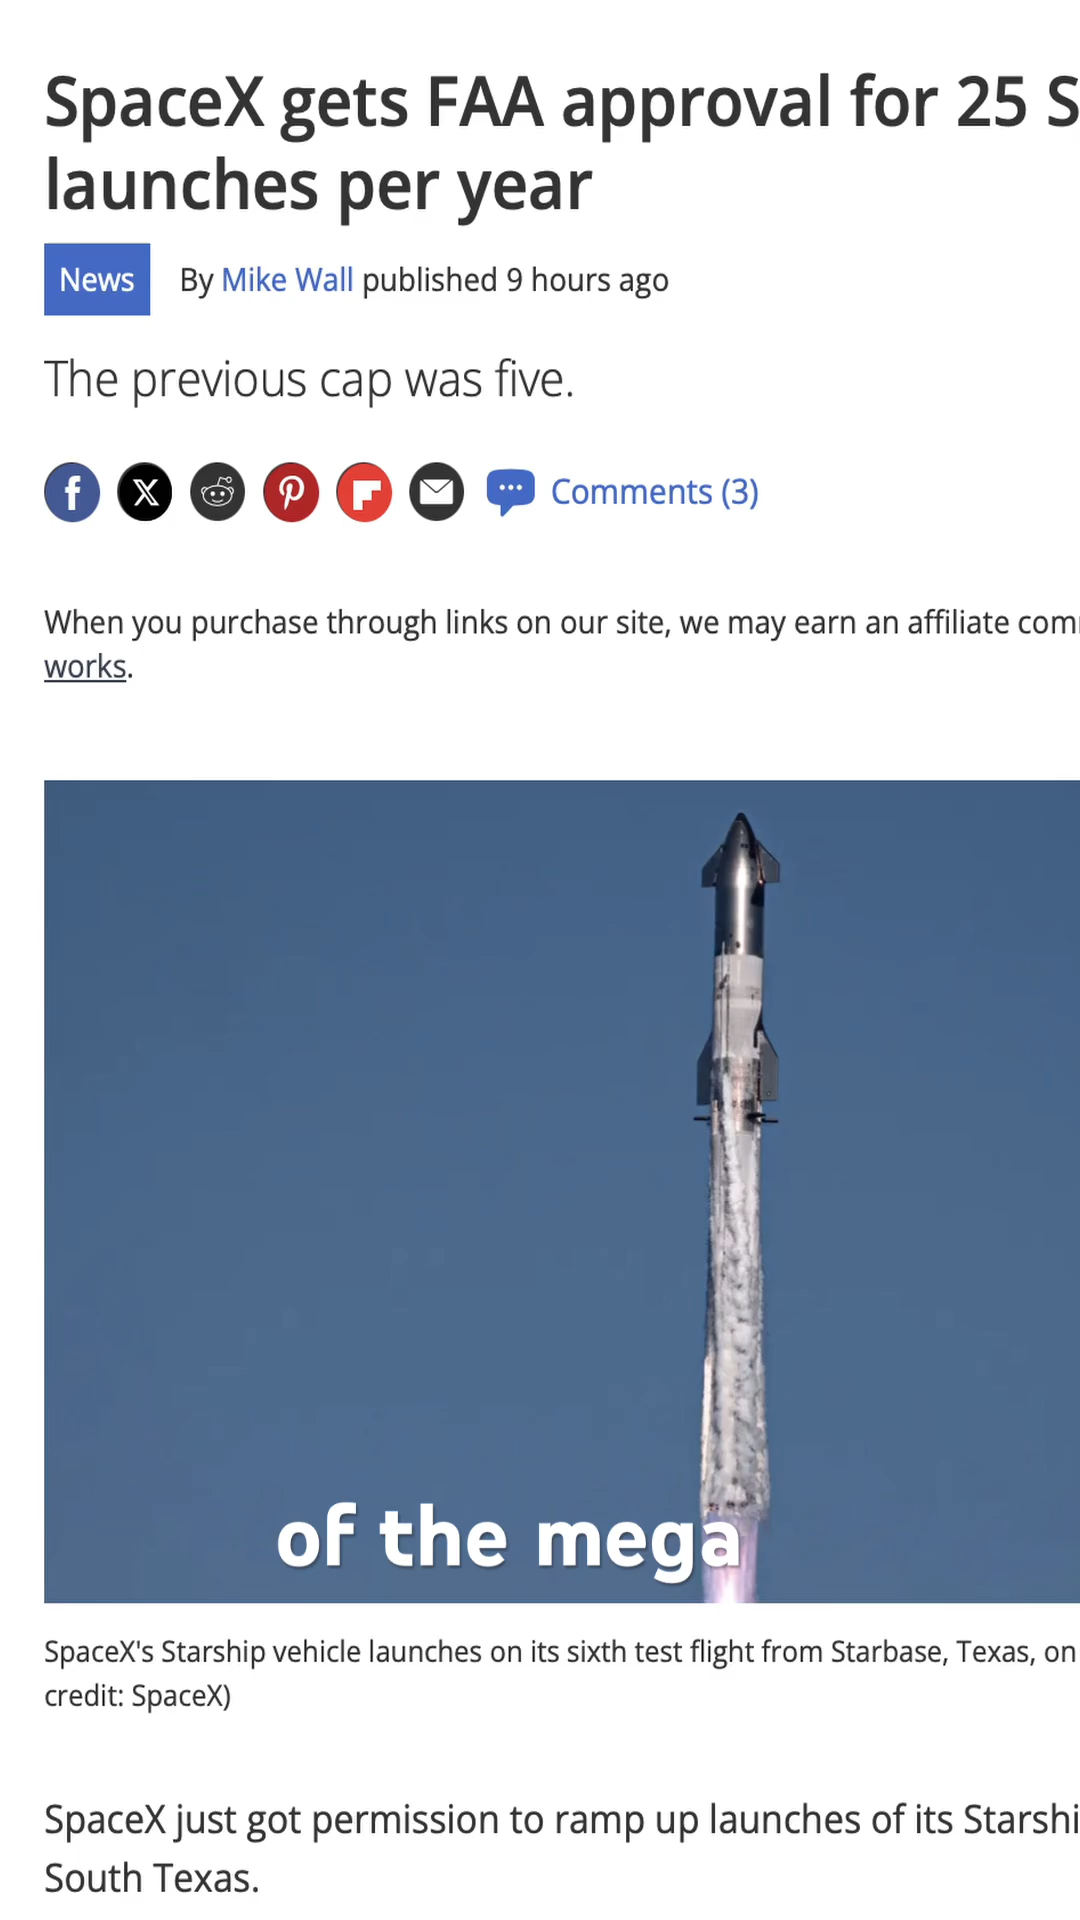 SpaceX gets FAA approval for 25 S
launches per year
News
By Mike Wall published 9 hours ago
The previous cap was five.
Comments (3)
When you purchase through links on our site, we may earn an affiliate com
works.
of the mega
SpaceX's Starship vehicle launches on its sixth test flight from Starbase, Texas, on
credit: SpaceX)
SpaceX just got permission to ramp up launches of its Starshi
South Texas.